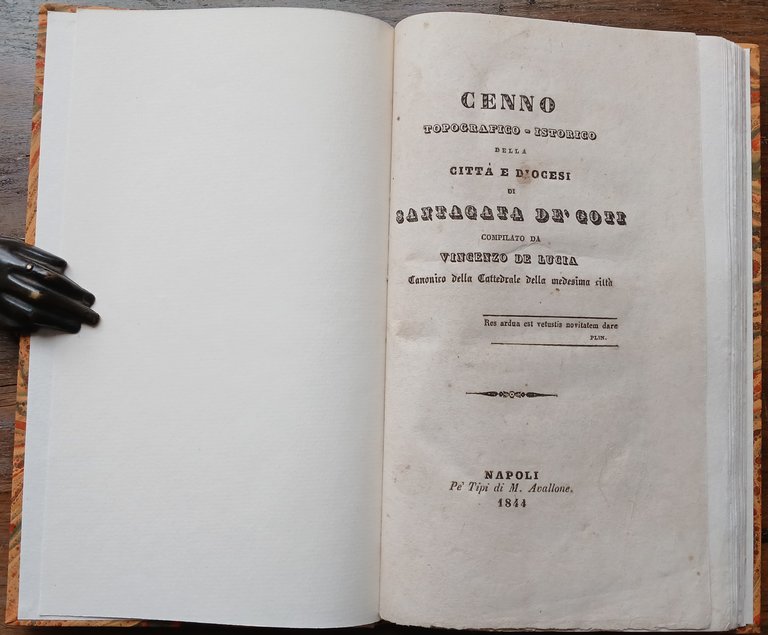 CENNO
TOPOGRAFICO - ISTORICO
DELLA
CITTÀ E D'OCESI
DI
SANTAGATA DE' GOTI
COMPILATO DA
VINCENZO DE LUCIA
Canonico della Cattedrale della medesima città
Res ardua est vetustis novitatem dare
PLIN.
NAPOLI
Pe' Tipi di M. Avallone.
1844